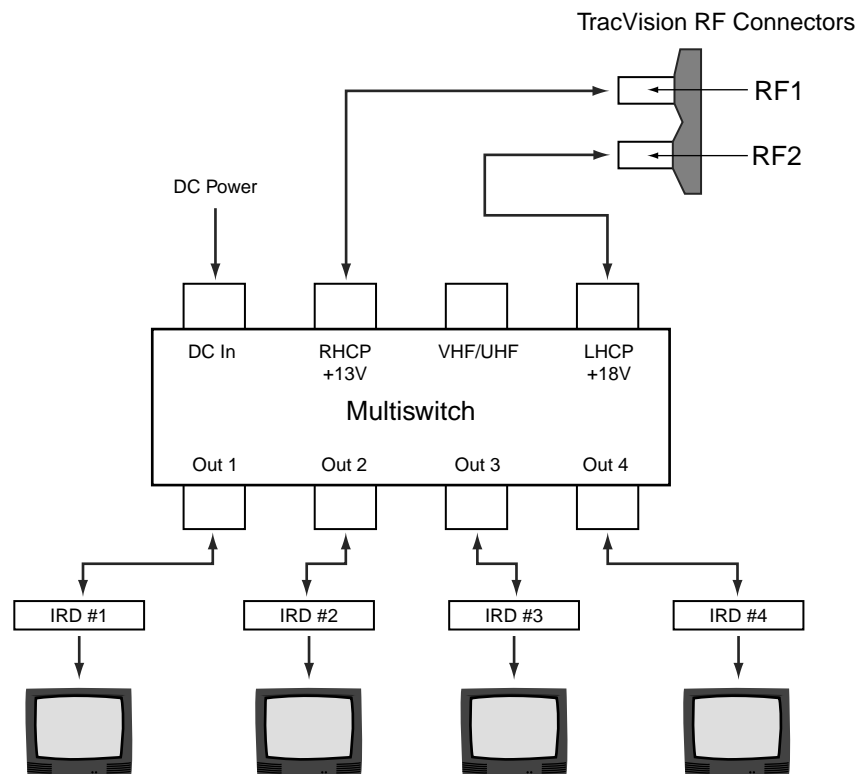 TracVision RF Connectors
RF1
RF2
DC Power
DC In
RHCP
+13V
VHF/UHF
LHCP
+18V
Multiswitch
Out 1
Out 2
Out 3
Out 4
IRD #1
IRD #2
IRD #3
IRD #4